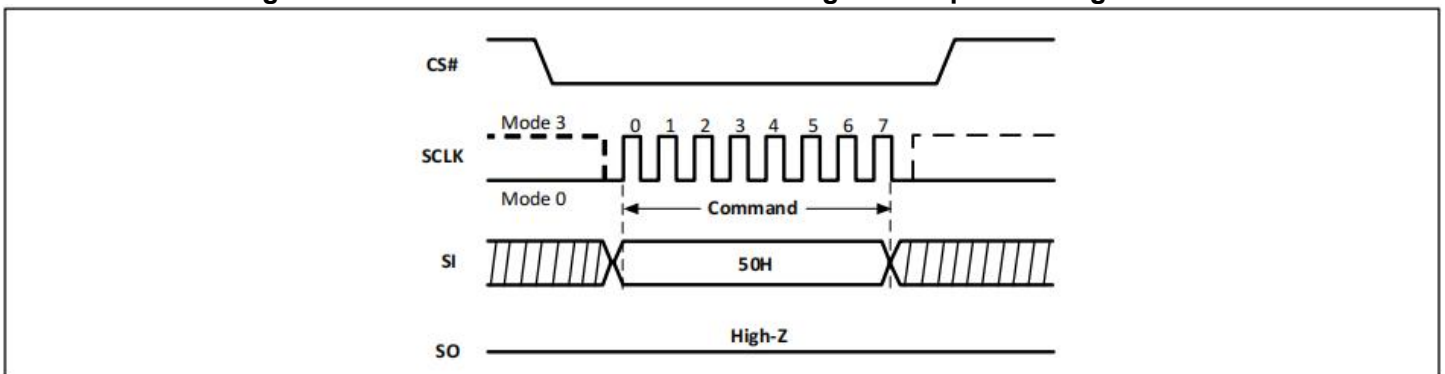 CS#
Mode 3
0 1 2 3 4 5 6 7
SCLK
Mode 0
Command
SI
50H
High-Z
SO